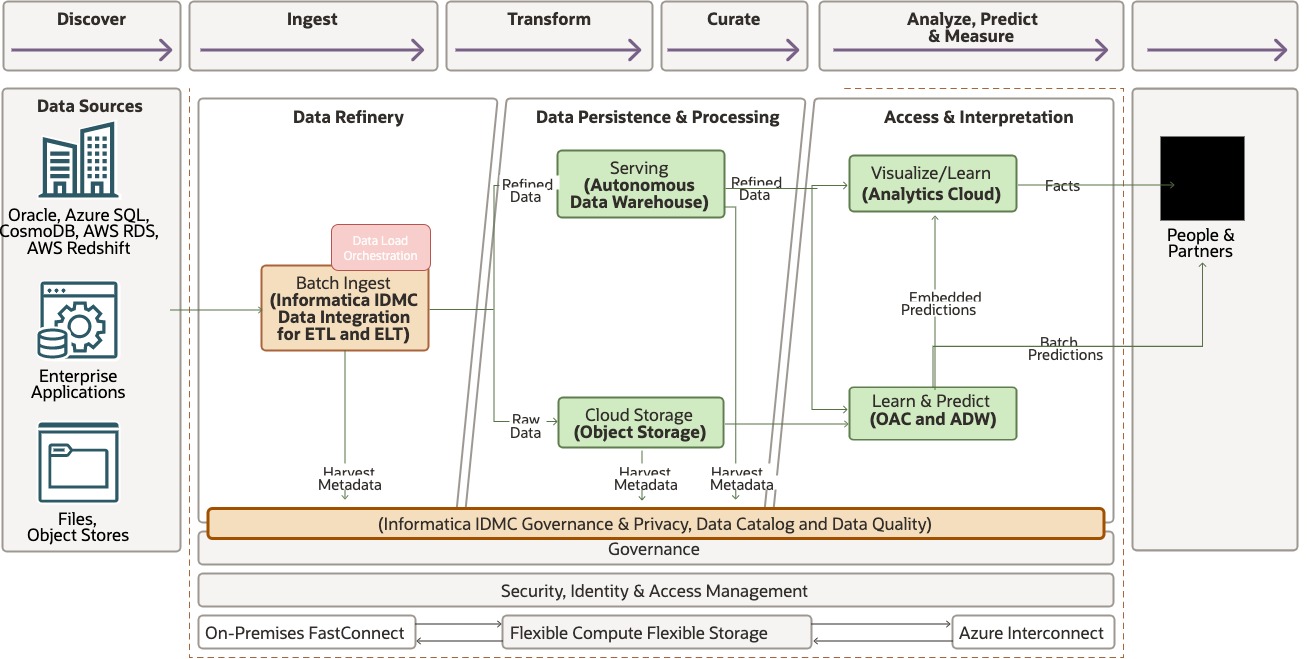 Discover
Ingest
Transform
Curate
Analyze, Predict
& Measure
Data Sources
Oracle, Azure SQL,
CosmoDB, AWS RDS,
AWS Redshift
Enterprise
Applications
Files,
Object Stores
Data Refinery
Data Load
Orchestration
Batch Ingest
(Informatica IDMC
Data Integration
for ETL and ELT)
Harvest
Metadata
Data Persistence & Processing
Refined
Data
Serving
(Autonomous
Data Warehouse)
Refined
Data
Raw
Data
Cloud Storage
(Object Storage)
Harvest
Metadata
Harvest
Metadata
Access & Interpretation
Visualize/Learn
(Analytics Cloud)
Facts
Embedded
Predictions
Batch
Predictions
Learn & Predict
(OAC and ADW)
People &
Partners
(Informatica IDMC Governance & Privacy, Data Catalog and Data Quality)
Governance
Security, Identity & Access Management
On-Premises FastConnect
Flexible Compute Flexible Storage
Azure Interconnect